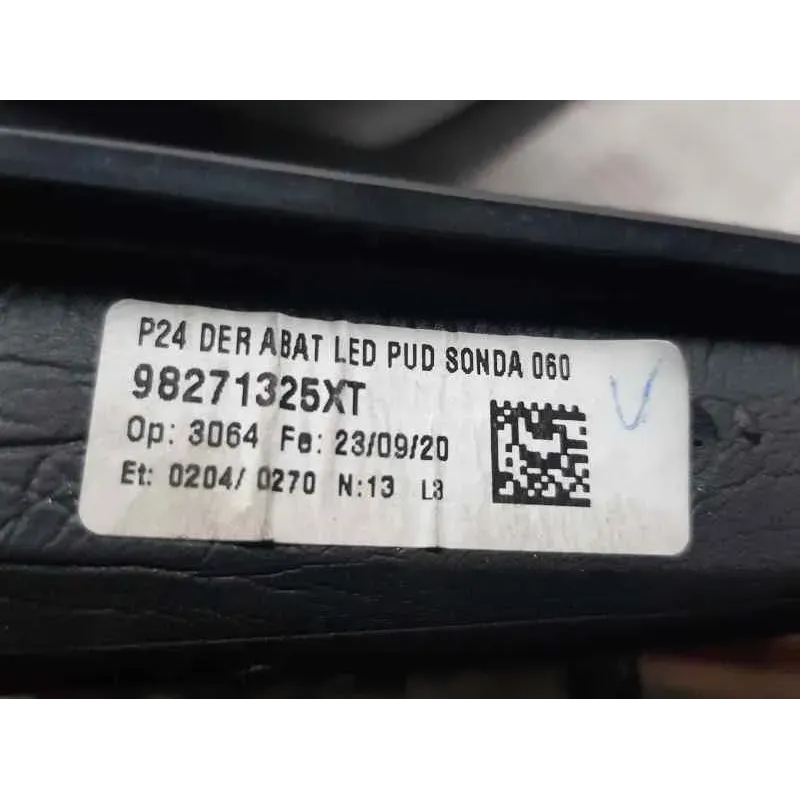 P24 DER ABAT LED PUD SONDA 060
98271325XT
Op: 3064 Fe: 23/09/20
Et: 0204/ 0270 N:13 L3
V